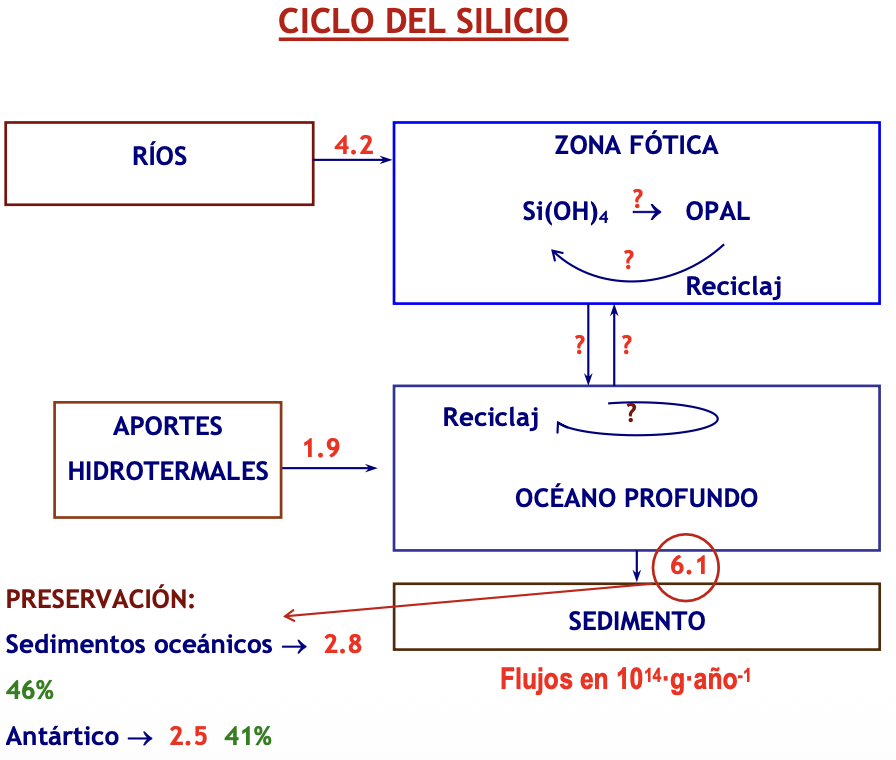 CICLO DEL SILICIO
RÍOS
4.2
ZONA FÓTICA
Si(OH)₄ ? → OPAL
?
Reciclaj
? ?
APORTES
HIDROTERMALES
1.9
Reciclaj ?
OCÉANO PROFUNDO
6.1
SEDIMENTO
Flujos en 10¹⁴·g·año⁻¹
PRESERVACIÓN:
Sedimentos oceánicos → 2.8
46%
Antártico → 2.5 41%